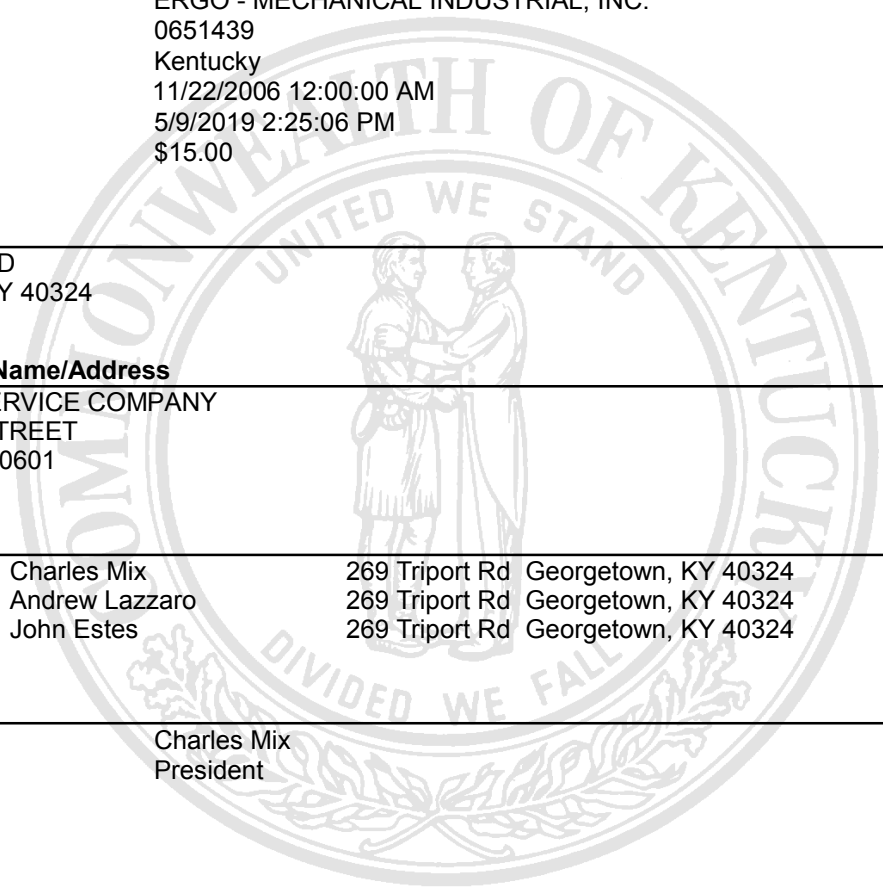 ERGO - MECHANICAL INDUSTRIAL, INC.
0651439
Kentucky
11/22/2006 12:00:00 AM
5/9/2019 2:25:06 PM
$15.00
D
Y 40324
Name/Address
ERVICE COMPANY
TREET
0601
Charles Mix 269 Triport Rd Georgetown, KY 40324
Andrew Lazzaro 269 Triport Rd Georgetown, KY 40324
John Estes 269 Triport Rd Georgetown, KY 40324
Charles Mix
President
COMMONWEALTH OF KENTUCKY
UNITED WE STAND
DIVIDED WE FALL